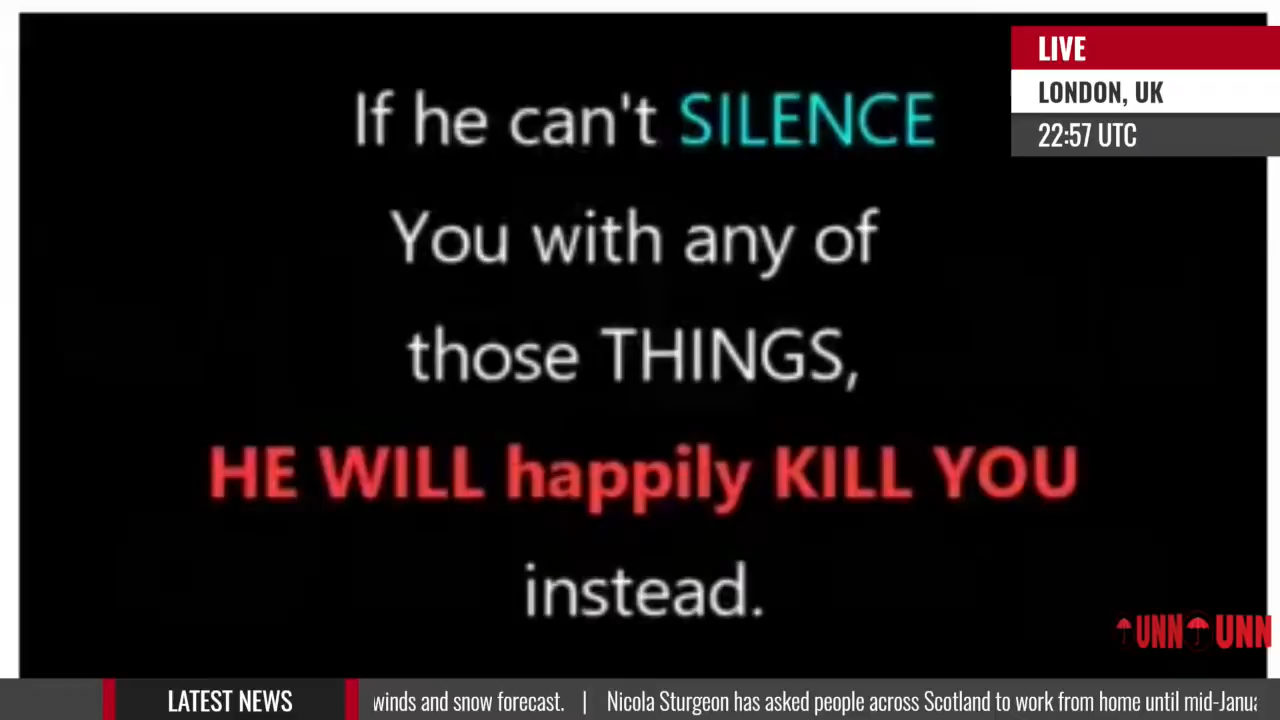 If he can't SILENCE
You with any of
those THINGS,
HE WILL happily KILL YOU
instead.
LIVE
LONDON, UK
22:57 UTC
UNN UNN
LATEST NEWS
winds and snow forecast. | Nicola Sturgeon has asked people across Scotland to work from home until mid-Janu